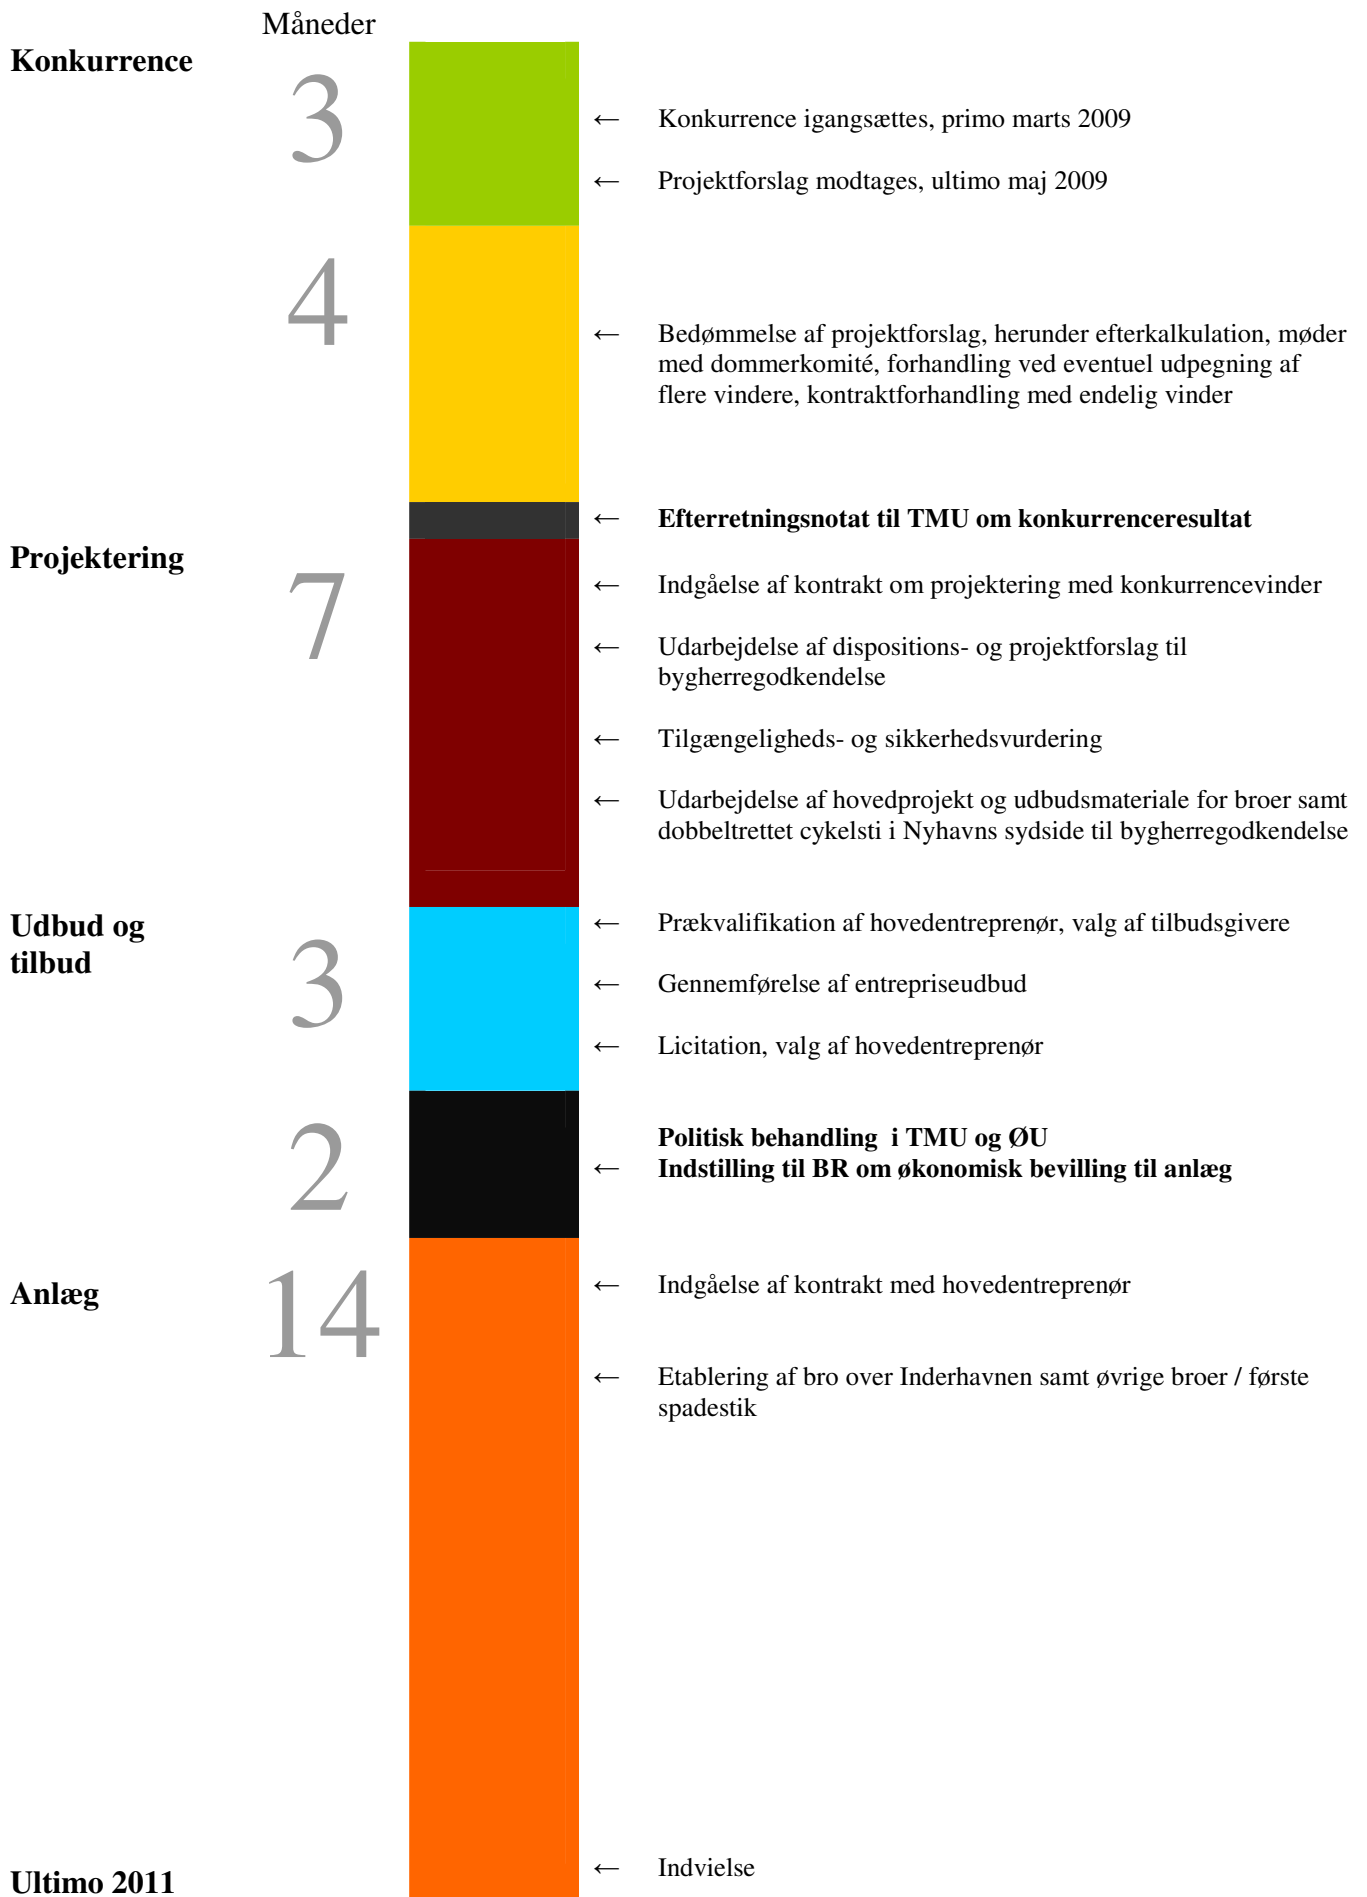 Måneder
Konkurrence
3
← Konkurrence igangsættes, primo marts 2009
← Projektforslag modtages, ultimo maj 2009
4
← Bedømmelse af projektforslag, herunder efterkalkulation, møder
med dommerkomité, forhandling ved eventuel udpegning af
flere vindere, kontraktforhandling med endelig vinder
← Efterretningsnotat til TMU om konkurrenceresultat
Projektering
7
← Indgåelse af kontrakt om projektering med konkurrencevinder
← Udarbejdelse af dispositions- og projektforslag til
bygherregodkendelse
← Tilgængeligheds- og sikkerhedsvurdering
← Udarbejdelse af hovedprojekt og udbudsmateriale for broer samt
dobbeltrettet cykelsti i Nyhavns sydside til bygherregodkendelse
Udbud og
tilbud
3
← Prækvalifikation af hovedentreprenør, valg af tilbudsgivere
← Gennemførelse af entrepriseudbud
← Licitation, valg af hovedentreprenør
2
Politisk behandling i TMU og ØU
← Indstilling til BR om økonomisk bevilling til anlæg
Anlæg
14
← Indgåelse af kontrakt med hovedentreprenør
← Etablering af bro over Inderhavnen samt øvrige broer / første
spadestik
← Indvielse
Ultimo 2011